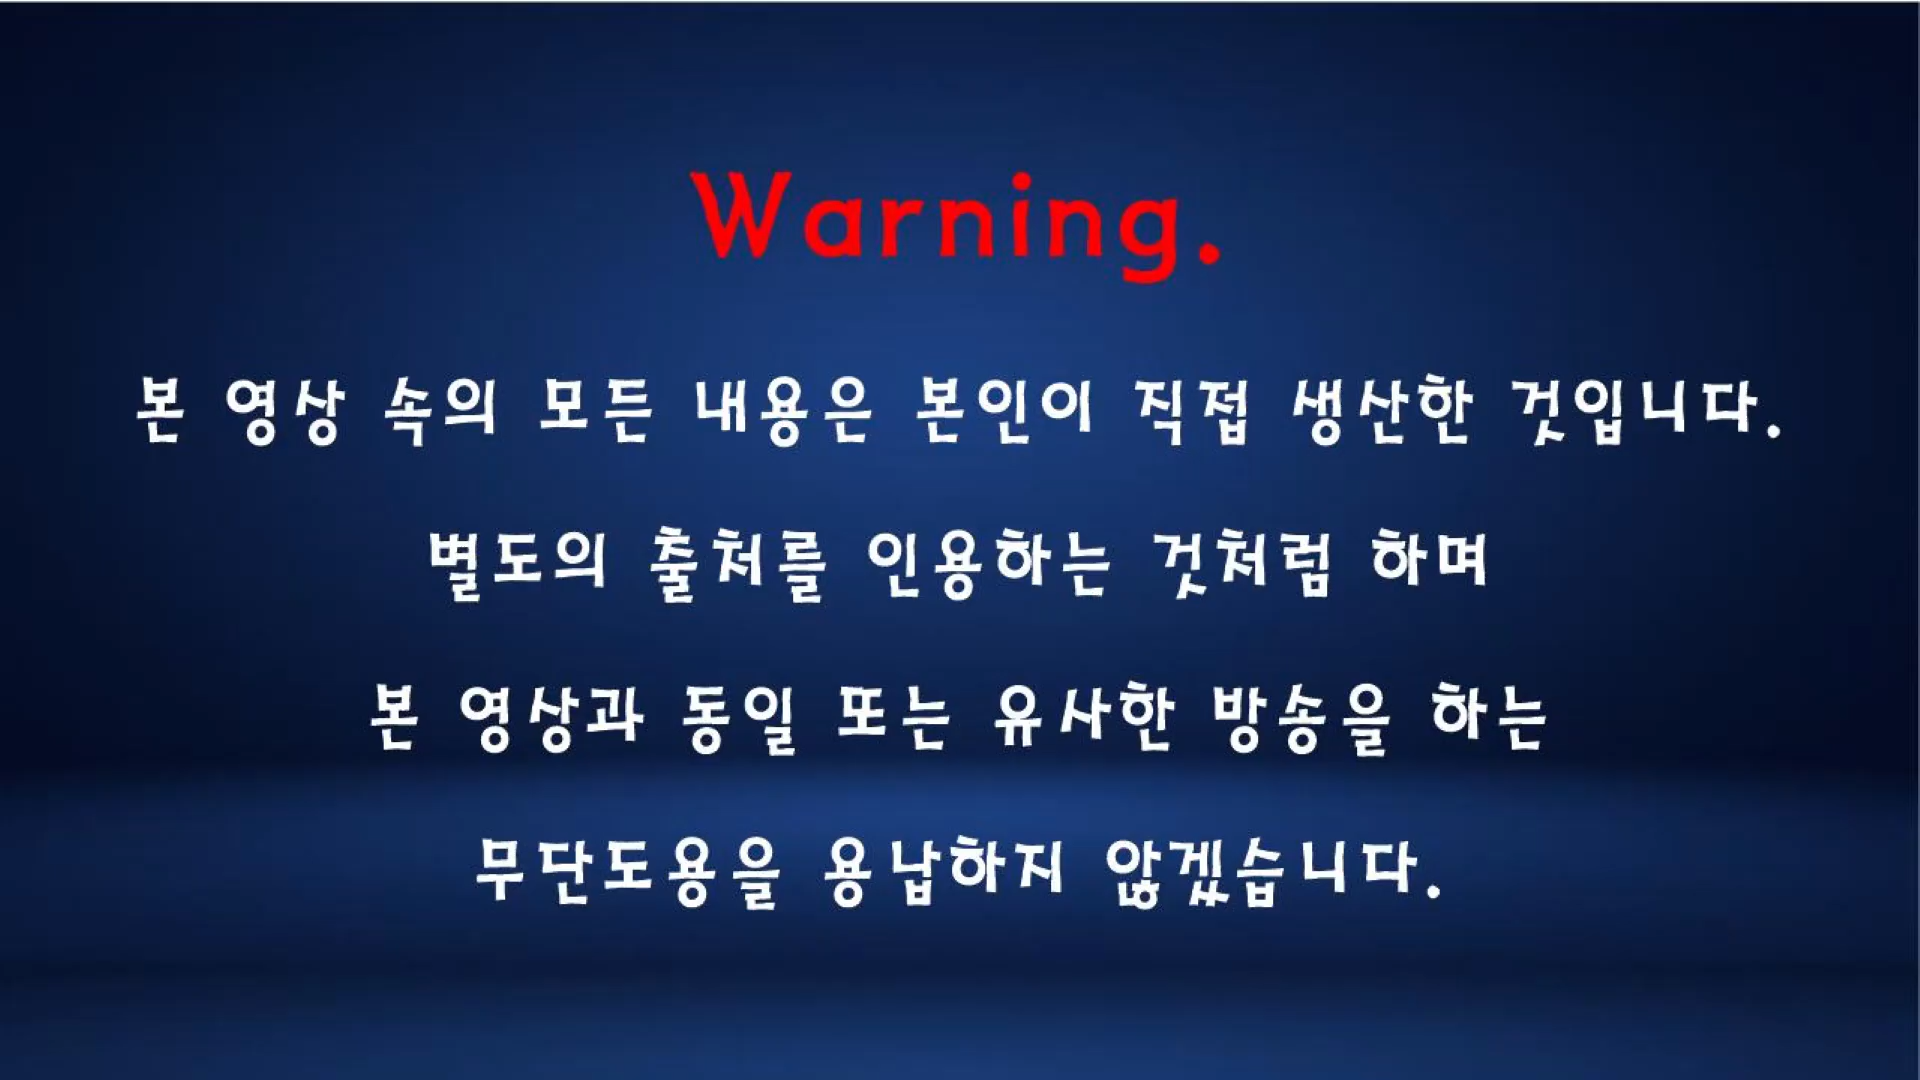 Warning.
본 영상 속의 모든 내용은 본인이 직접 생산한 것입니다.
별도의 출처를 인용하는 것처럼 하며
본 영상과 동일 또는 유사한 방송을 하는
무단도용을 용납하지 않겠습니다.